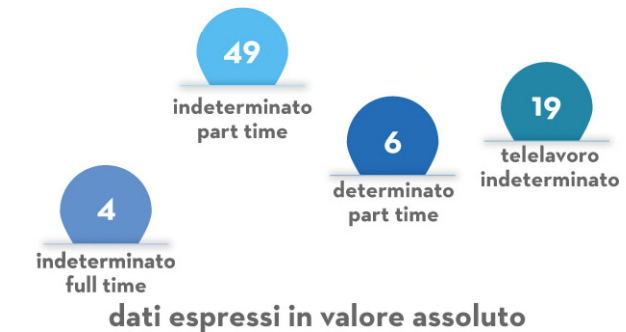 49
indeterminato
part time
19
telelavoro
indeterminato
6
determinato
part time
4
indeterminato
full time
dati espressi in valore assoluto